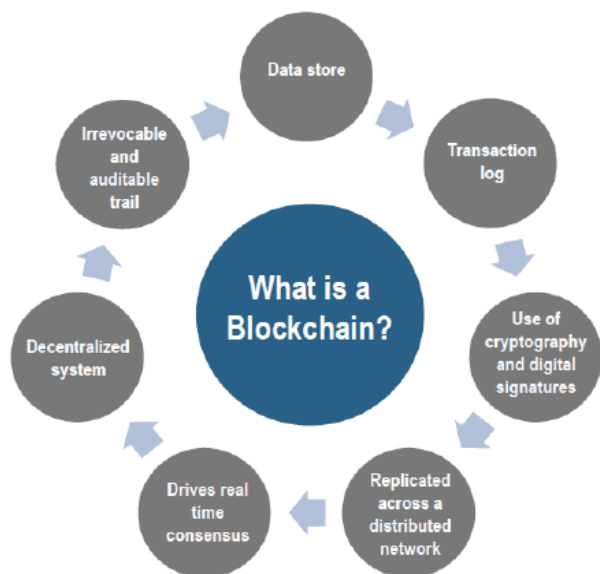 Data store
Transaction
log
Use of
cryptography
and digital
signatures
Replicated
across a
distributed
network
Drives real
time
consensus
Decentralized
system
Irrevocable
and
auditable
trail
What is a
Blockchain?